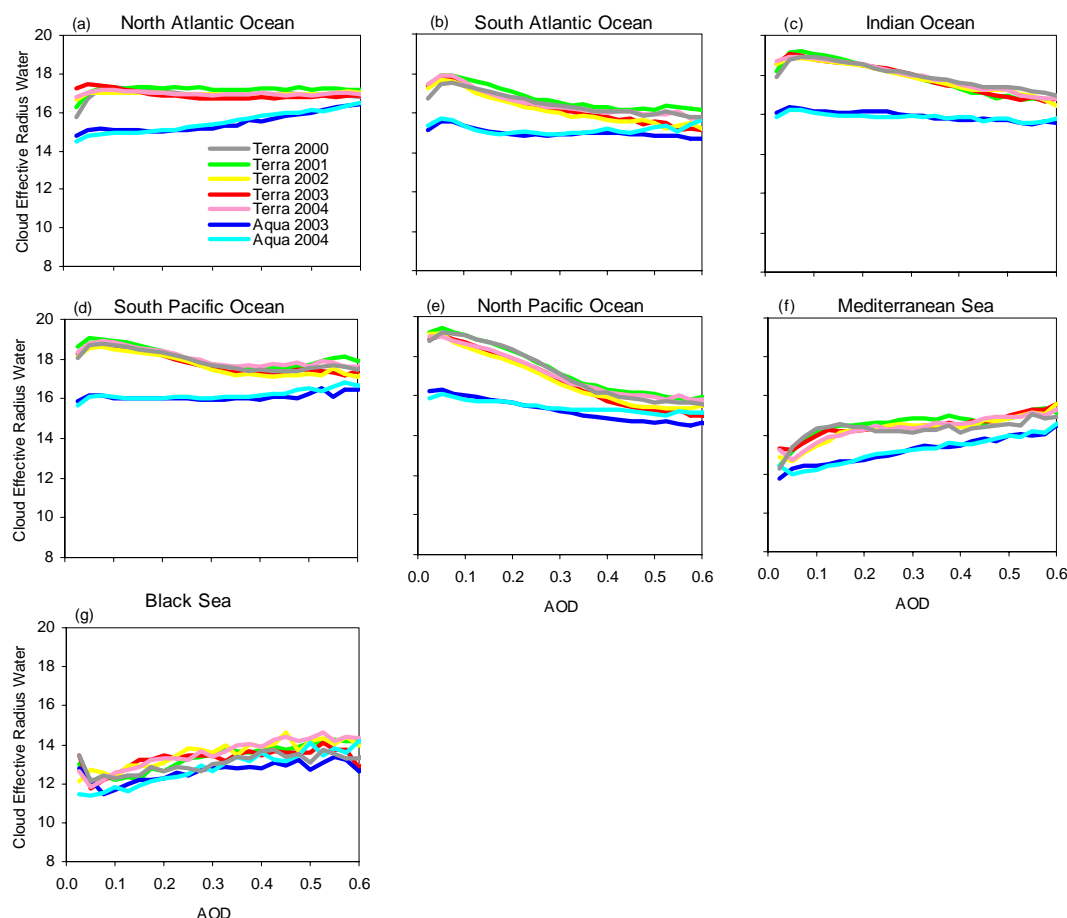 (a) North Atlantic Ocean
(b) South Atlantic Ocean
(c) Indian Ocean
Cloud Effective Radius Water
20
18
16
14
12
10
8
Terra 2000
Terra 2001
Terra 2002
Terra 2003
Terra 2004
Aqua 2003
Aqua 2004
(d) South Pacific Ocean
(e) North Pacific Ocean
(f) Mediterranean Sea
Cloud Effective Radius Water
20
18
16
14
12
10
8
0.0 0.1 0.2 0.3 0.4 0.5 0.6
AOD
0.0 0.1 0.2 0.3 0.4 0.5 0.6
AOD
(g) Black Sea
Cloud Effective Radius Water
20
18
16
14
12
10
8
0.0 0.1 0.2 0.3 0.4 0.5 0.6
AOD